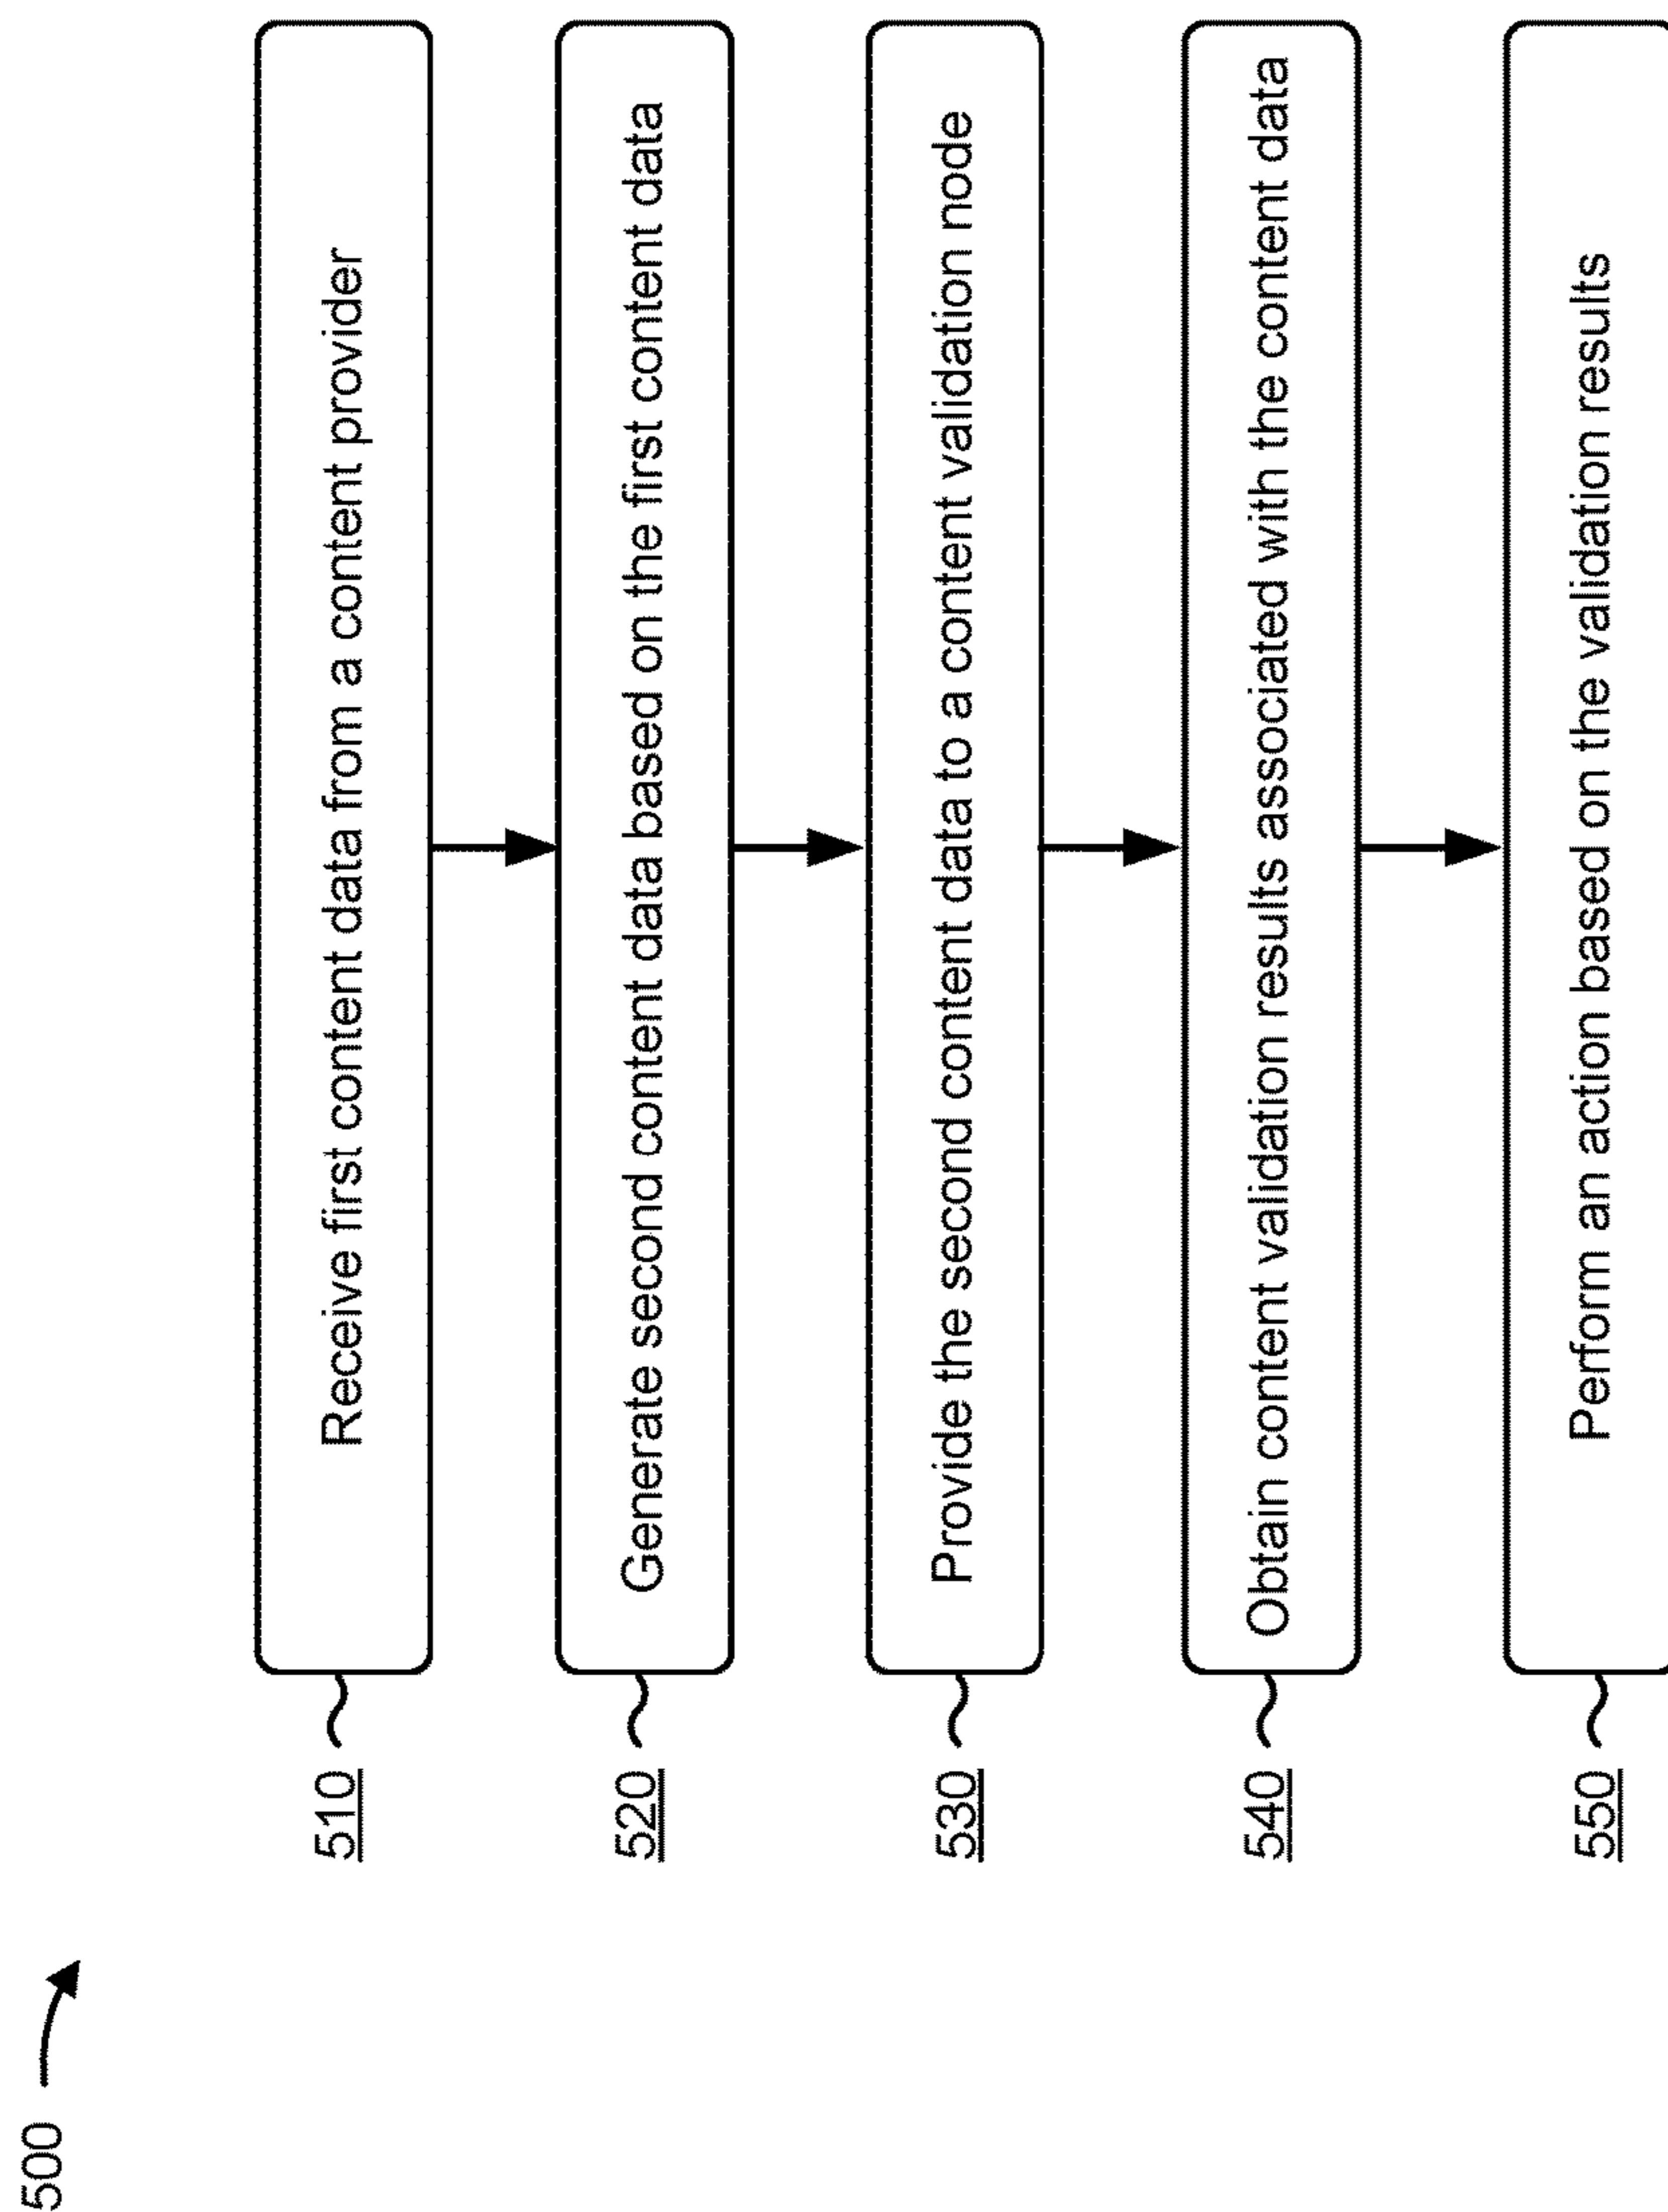 500
510
Receive first content data from a content provider
520
Generate second content data based on the first content data
530
Provide the second content data to a content validation node
540
Obtain content validation results associated with the content data
550
Perform an action based on the validation results